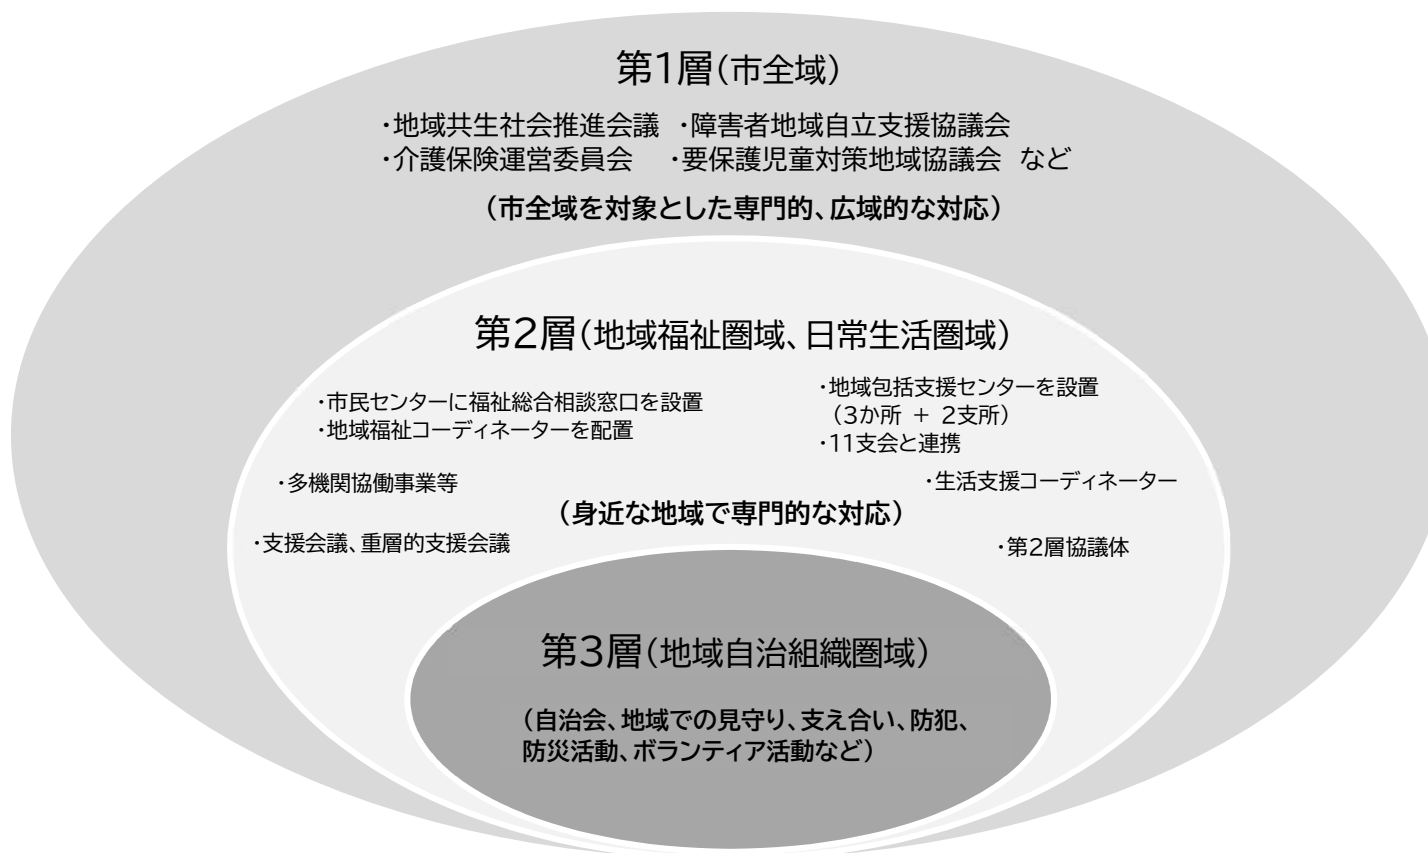 第1層(市全域)
・地域共生社会推進会議　・障害者地域自立支援協議会
・介護保険運営委員会　・要保護児童対策地域協議会　など
(市全域を対象とした専門的、広域的な対応)
第2層(地域福祉圏域、日常生活圏域)
・市民センターに福祉総合相談窓口を設置
・地域福祉コーディネーターを配置
・地域包括支援センターを設置
(3か所 + 2支所)
・11支会と連携
・多機関協働事業等
・生活支援コーディネーター
(身近な地域で専門的な対応)
・支援会議、重層的支援会議
・第2層協議体
第3層(地域自治組織圏域)
(自治会、地域での見守り、支え合い、防犯、
防災活動、ボランティア活動など)